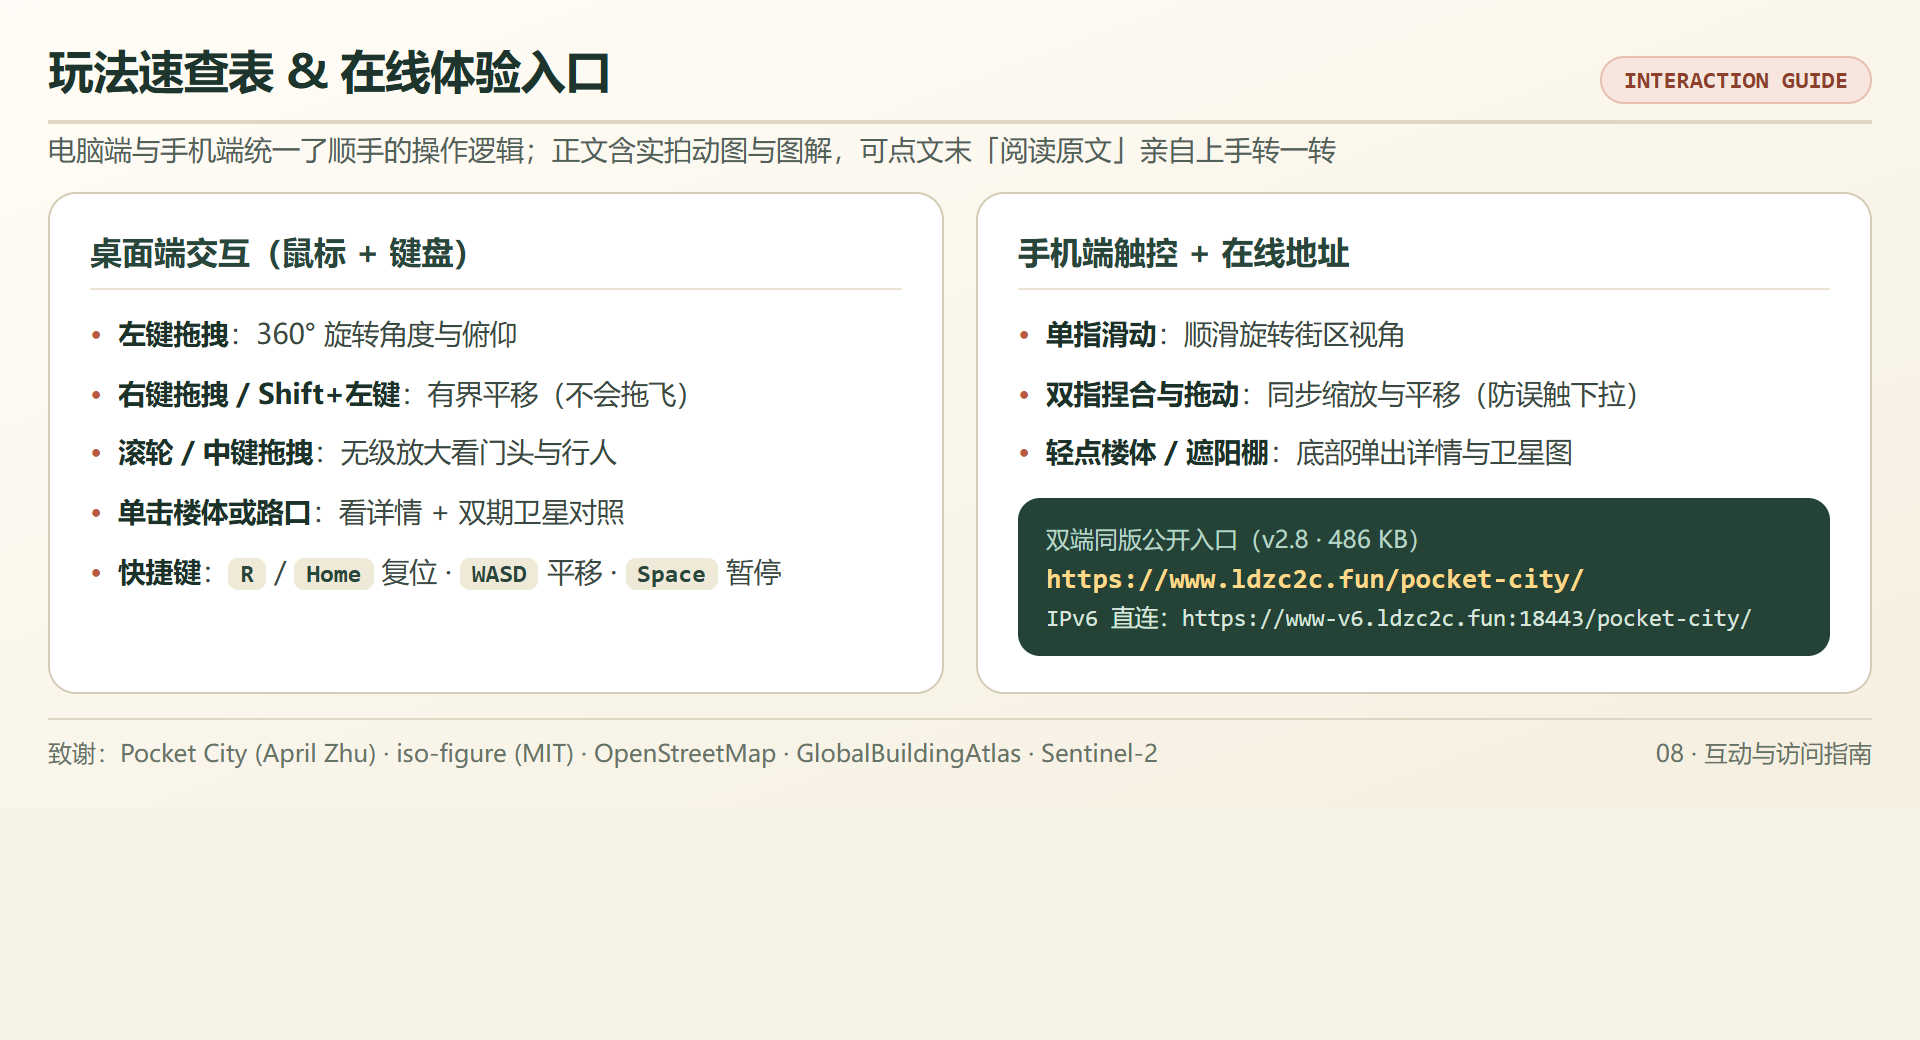 玩法速查表 & 在线体验入口
INTERACTION GUIDE
电脑端与手机端统一了顺手的操作逻辑；正文含实拍动图与图解，可点文末「阅读原文」亲自上手转一转
桌面端交互（鼠标 + 键盘）
• 左键拖拽：360° 旋转角度与俯仰
• 右键拖拽 / Shift+左键：有界平移（不会拖飞）
• 滚轮 / 中键拖拽：无级放大看门头与行人
• 单击楼体或路口：看详情 + 双期卫星对照
• 快捷键：R / Home 复位 · WASD 平移 · Space 暂停
手机端触控 + 在线地址
• 单指滑动：顺滑旋转街区视角
• 双指捏合与拖动：同步缩放与平移（防误触下拉）
• 轻点楼体 / 遮阳棚：底部弹出详情与卫星图
双端同版公开入口（v2.8 · 486 KB）
https://www.ldzc2c.fun/pocket-city/
IPv6 直连：https://www-v6.ldzc2c.fun:18443/pocket-city/
致谢：Pocket City (April Zhu) · iso-figure (MIT) · OpenStreetMap · GlobalBuildingAtlas · Sentinel-2
08 · 互动与访问指南